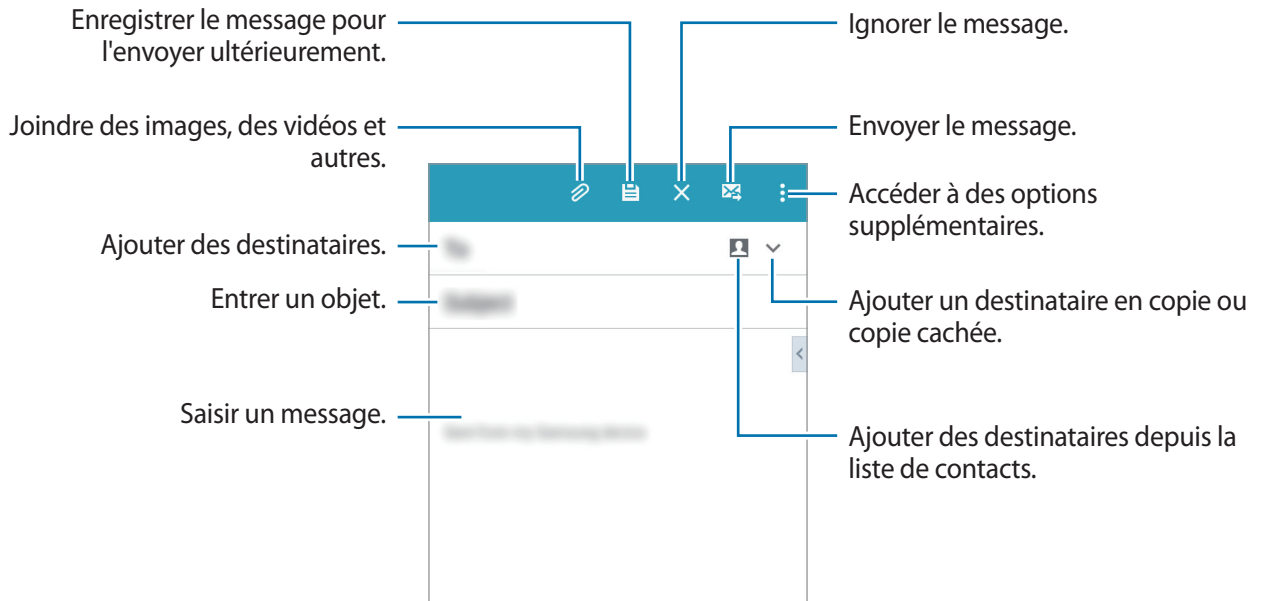 Enregistrer le message pour
l'envoyer ultérieurement.
Ignorer le message.
Joindre des images, des vidéos et
autres.
Envoyer le message.
Accéder à des options
supplémentaires.
Ajouter des destinataires.
Entrer un objet.
Ajouter un destinataire en copie ou
copie cachée.
Saisir un message.
Ajouter des destinataires depuis la
liste de contacts.